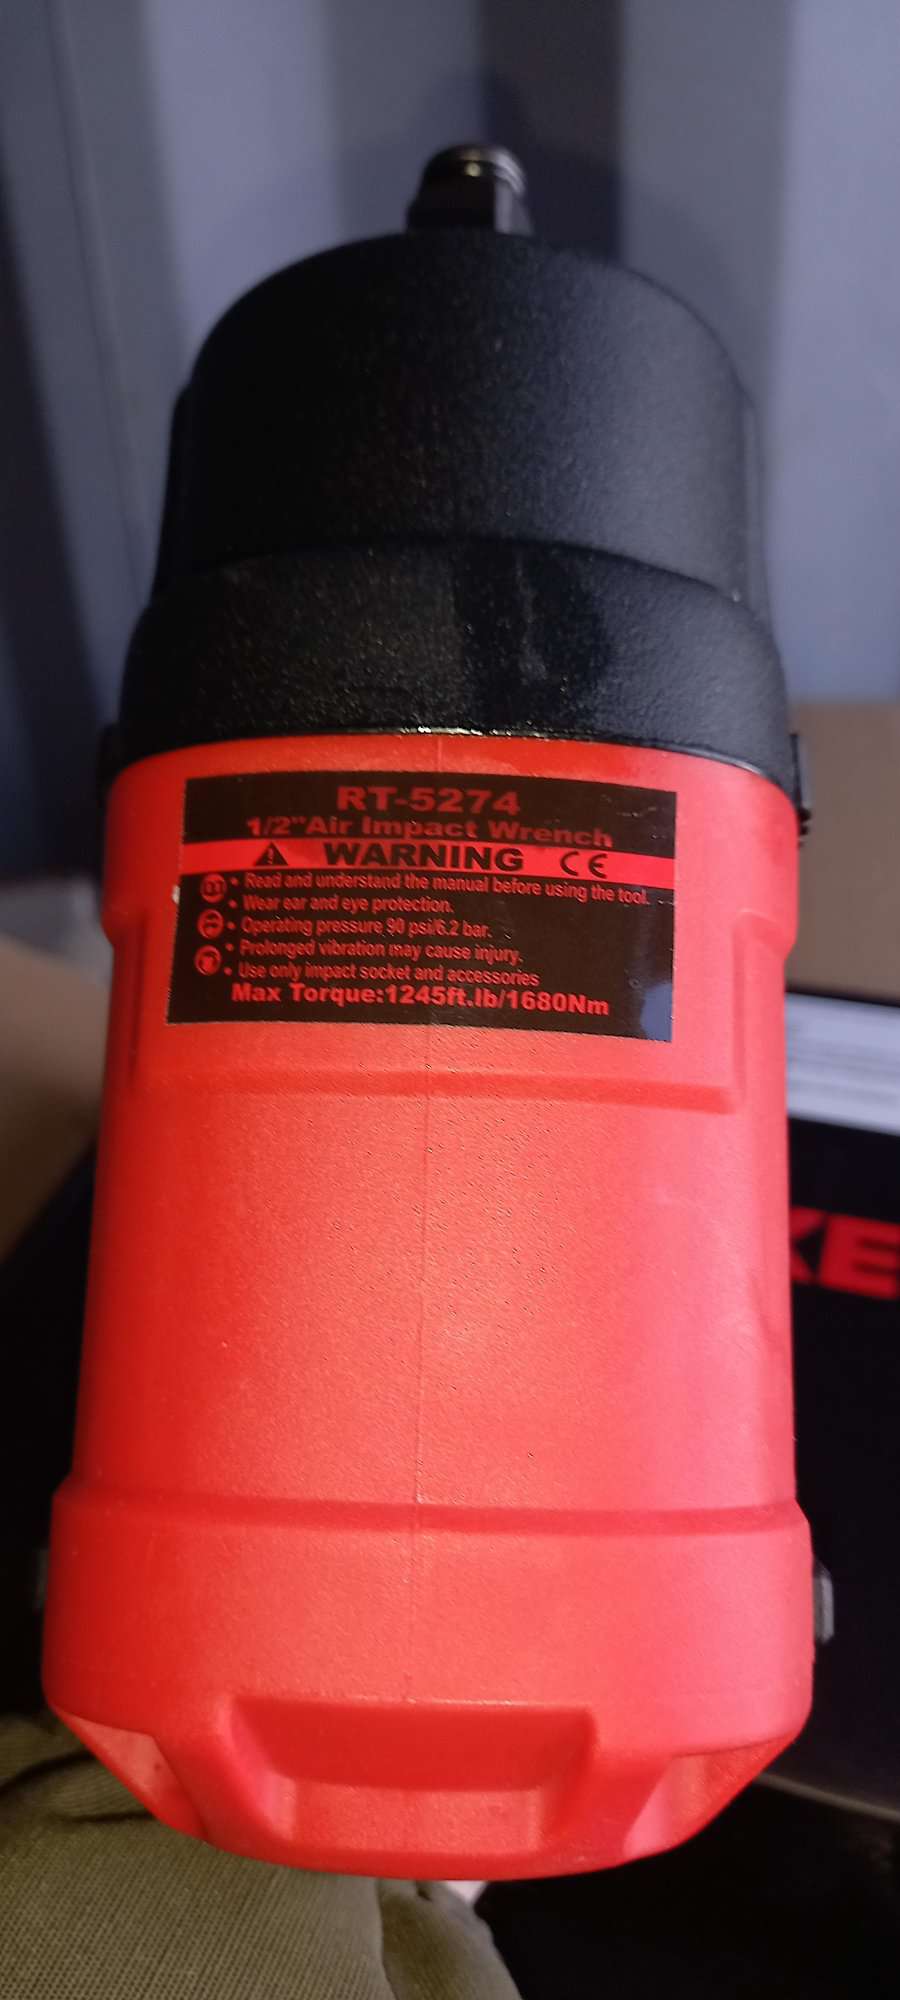 RT-5274
1/2"Air Impact Wrench
WARNING CE
• Read and understand the manual before using the tool.
• Wear ear and eye protection.
• Operating pressure 90 psi/6.2 bar.
• Prolonged vibration may cause injury.
• Use only impact socket and accessories
Max Torque:1245ft.lb/1680Nm
KE